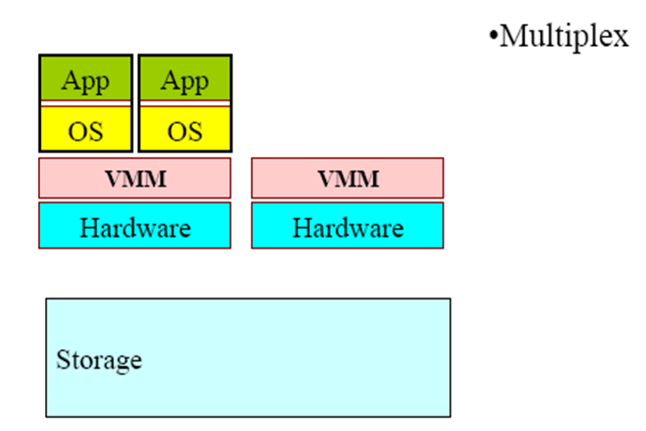 •Multiplex
App App
OS OS
VMM VMM
Hardware Hardware
Storage